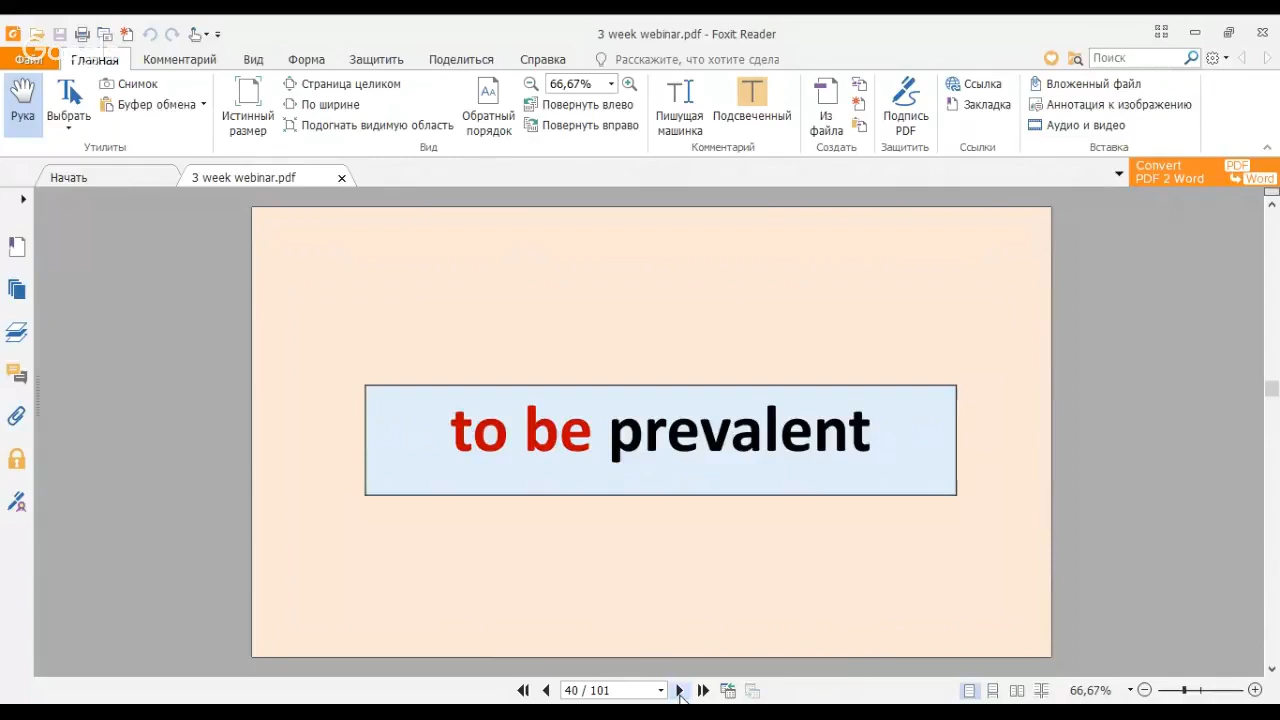 3 week webinar.pdf - Foxit Reader
Файл Главная Комментарий Вид Форма Защитить Поделиться Справка Расскажите, что хотите сдела Поиск
Рука
Выбрать
Снимок
Буфер обмена
Утилиты
Истинный
размер
Страница целиком
По ширине
Подогнать видимую область
Обратный
порядок
66,67%
Повернуть влево
Повернуть вправо
Вид
Пишущая
машинка
Подсвеченный
Комментарий
Из
файла
Создать
Подпись
PDF
Защитить
Ссылка
Закладка
Ссылки
Вложенный файл
Аннотация к изображению
Аудио и видео
Вставка
Начать
3 week webinar.pdf
Convert PDF
PDF 2 Word Word
to be prevalent
40 / 101
66,67%